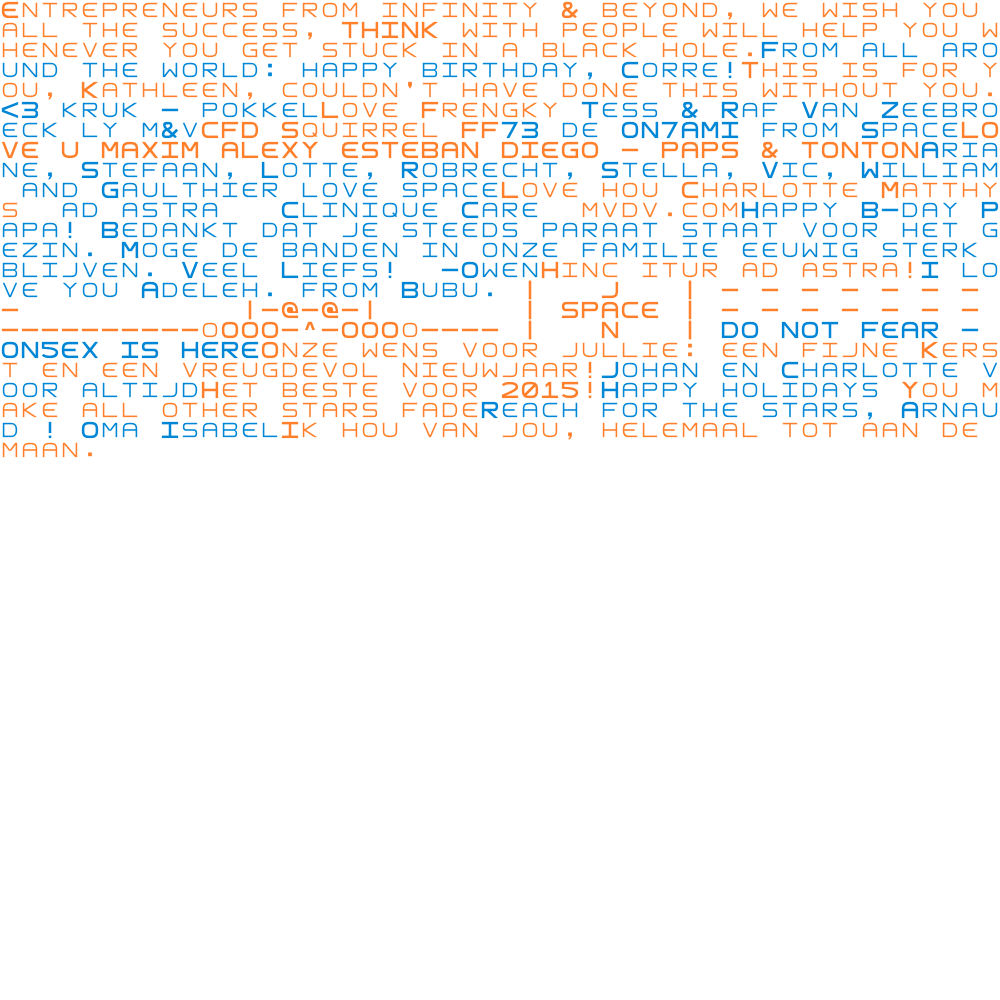 Entrepreneurs from infinity & beyond, we wish you
all the success, THINK with people will help you w
henever you get stuck in a black hole.From all aro
und the world: happy birthday, Corre!This is for y
ou, Kathleen, couldn't have done this without you.
<3 kruk - pokkelLove Frengky Tess & Raf Van Zeebro
eck ly m&vCFD Squirrel FF73 de ON7AMI from SpaceLO
VE U MAXIM ALEXY ESTEBAN DIEGO - PAPS & TONTONAria
ne, Stefaan, Lotte, Robrecht, Stella, Vic, William
 and Gaulthier love spaceLove hou Charlotte Matthy
s  ad astra   Clinique Care  mvdv.comHappy B-day P
apa! Bedankt dat je steeds paraat staat voor het g
ezin. Moge de banden in onze familie eeuwig sterk
blijven. Veel Liefs!  -OwenHinc itur ad astra!I lo
ve you Adeleh. from Bubu. |   J   | - - - - - - -
-           |-@-@-|       | SPACE | - - - - - - -
----------oOOO-^-OOOo---- |   N   | DO NOT FEAR -
ON5EX IS HEREOnze wens voor jullie: een fijne Kers
t en een vreugdevol nieuwjaar!Johan en Charlotte v
oor altijdHet beste voor 2015!Happy holidays You m
ake all other stars fadeReach for the stars, Arnau
d ! Oma IsabelIk hou van jou, helemaal tot aan de
maan.